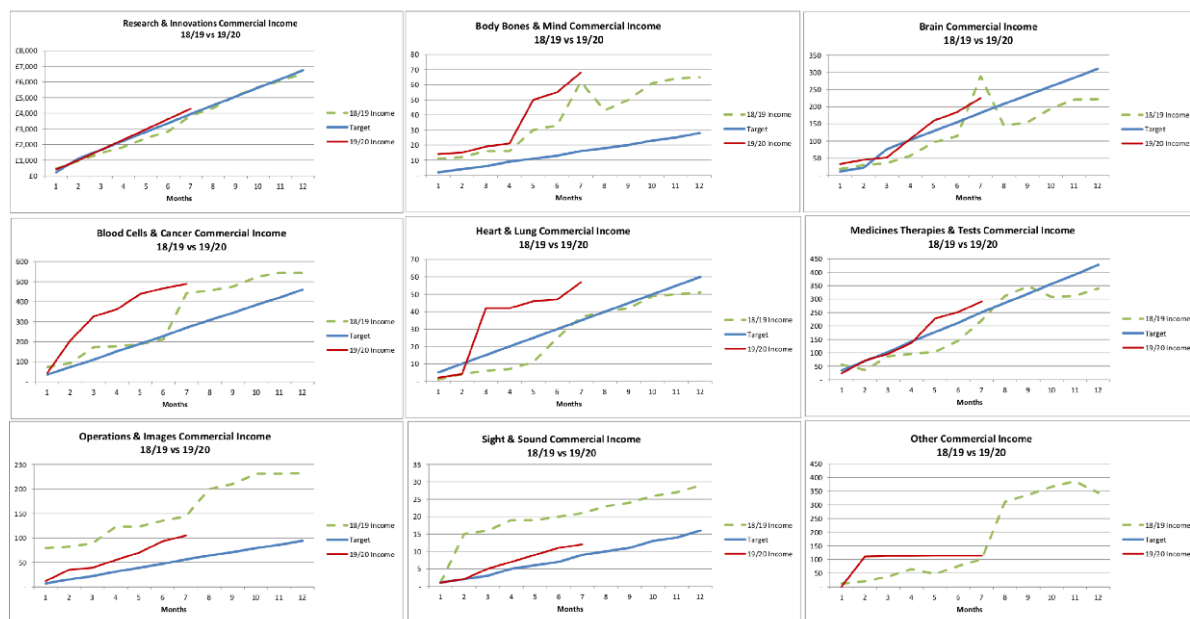 Research & Innovations Commercial Income
18/19 vs 19/20
£8,000
£7,000
£6,000
£5,000
£4,000
£3,000
£2,000
£1,000
£0
1 2 3 4 5 6 7 8 9 10 11 12
Months
18/19 Income
Target
19/20 Income
Body Bones & Mind Commercial Income
18/19 vs 19/20
80
70
60
50
40
30
20
10
-
1 2 3 4 5 6 7 8 9 10 11 12
Months
18/19 Income
Target
19/20 Income
Brain Commercial Income
18/19 vs 19/20
350
300
250
200
150
100
50
-
1 2 3 4 5 6 7 8 9 10 11 12
Months
18/19 Income
Target
19/20 Income
Blood Cells & Cancer Commercial Income
18/19 vs 19/20
600
500
400
300
200
100
-
1 2 3 4 5 6 7 8 9 10 11 12
Months
18/19 Income
Target
19/20 Income
Heart & Lung Commercial Income
18/19 vs 19/20
70
60
50
40
30
20
10
-
1 2 3 4 5 6 7 8 9 10 11 12
Months
18/19 Income
Target
19/20 Income
Medicines Therapies & Tests Commercial Income
18/19 vs 19/20
450
400
350
300
250
200
150
100
50
-
1 2 3 4 5 6 7 8 9 10 11 12
Months
18/19 Income
Target
19/20 Income
Operations & Images Commercial Income
18/19 vs 19/20
250
200
150
100
50
-
1 2 3 4 5 6 7 8 9 10 11 12
Months
18/19 Income
Target
19/20 Income
Sight & Sound Commercial Income
18/19 vs 19/20
35
30
25
20
15
10
5
-
1 2 3 4 5 6 7 8 9 10 11 12
Months
18/19 Income
Target
19/20 Income
Other Commercial Income
18/19 vs 19/20
450
400
350
300
250
200
150
100
50
-
1 2 3 4 5 6 7 8 9 10 11 12
Months
18/19 Income
Target
19/20 Income